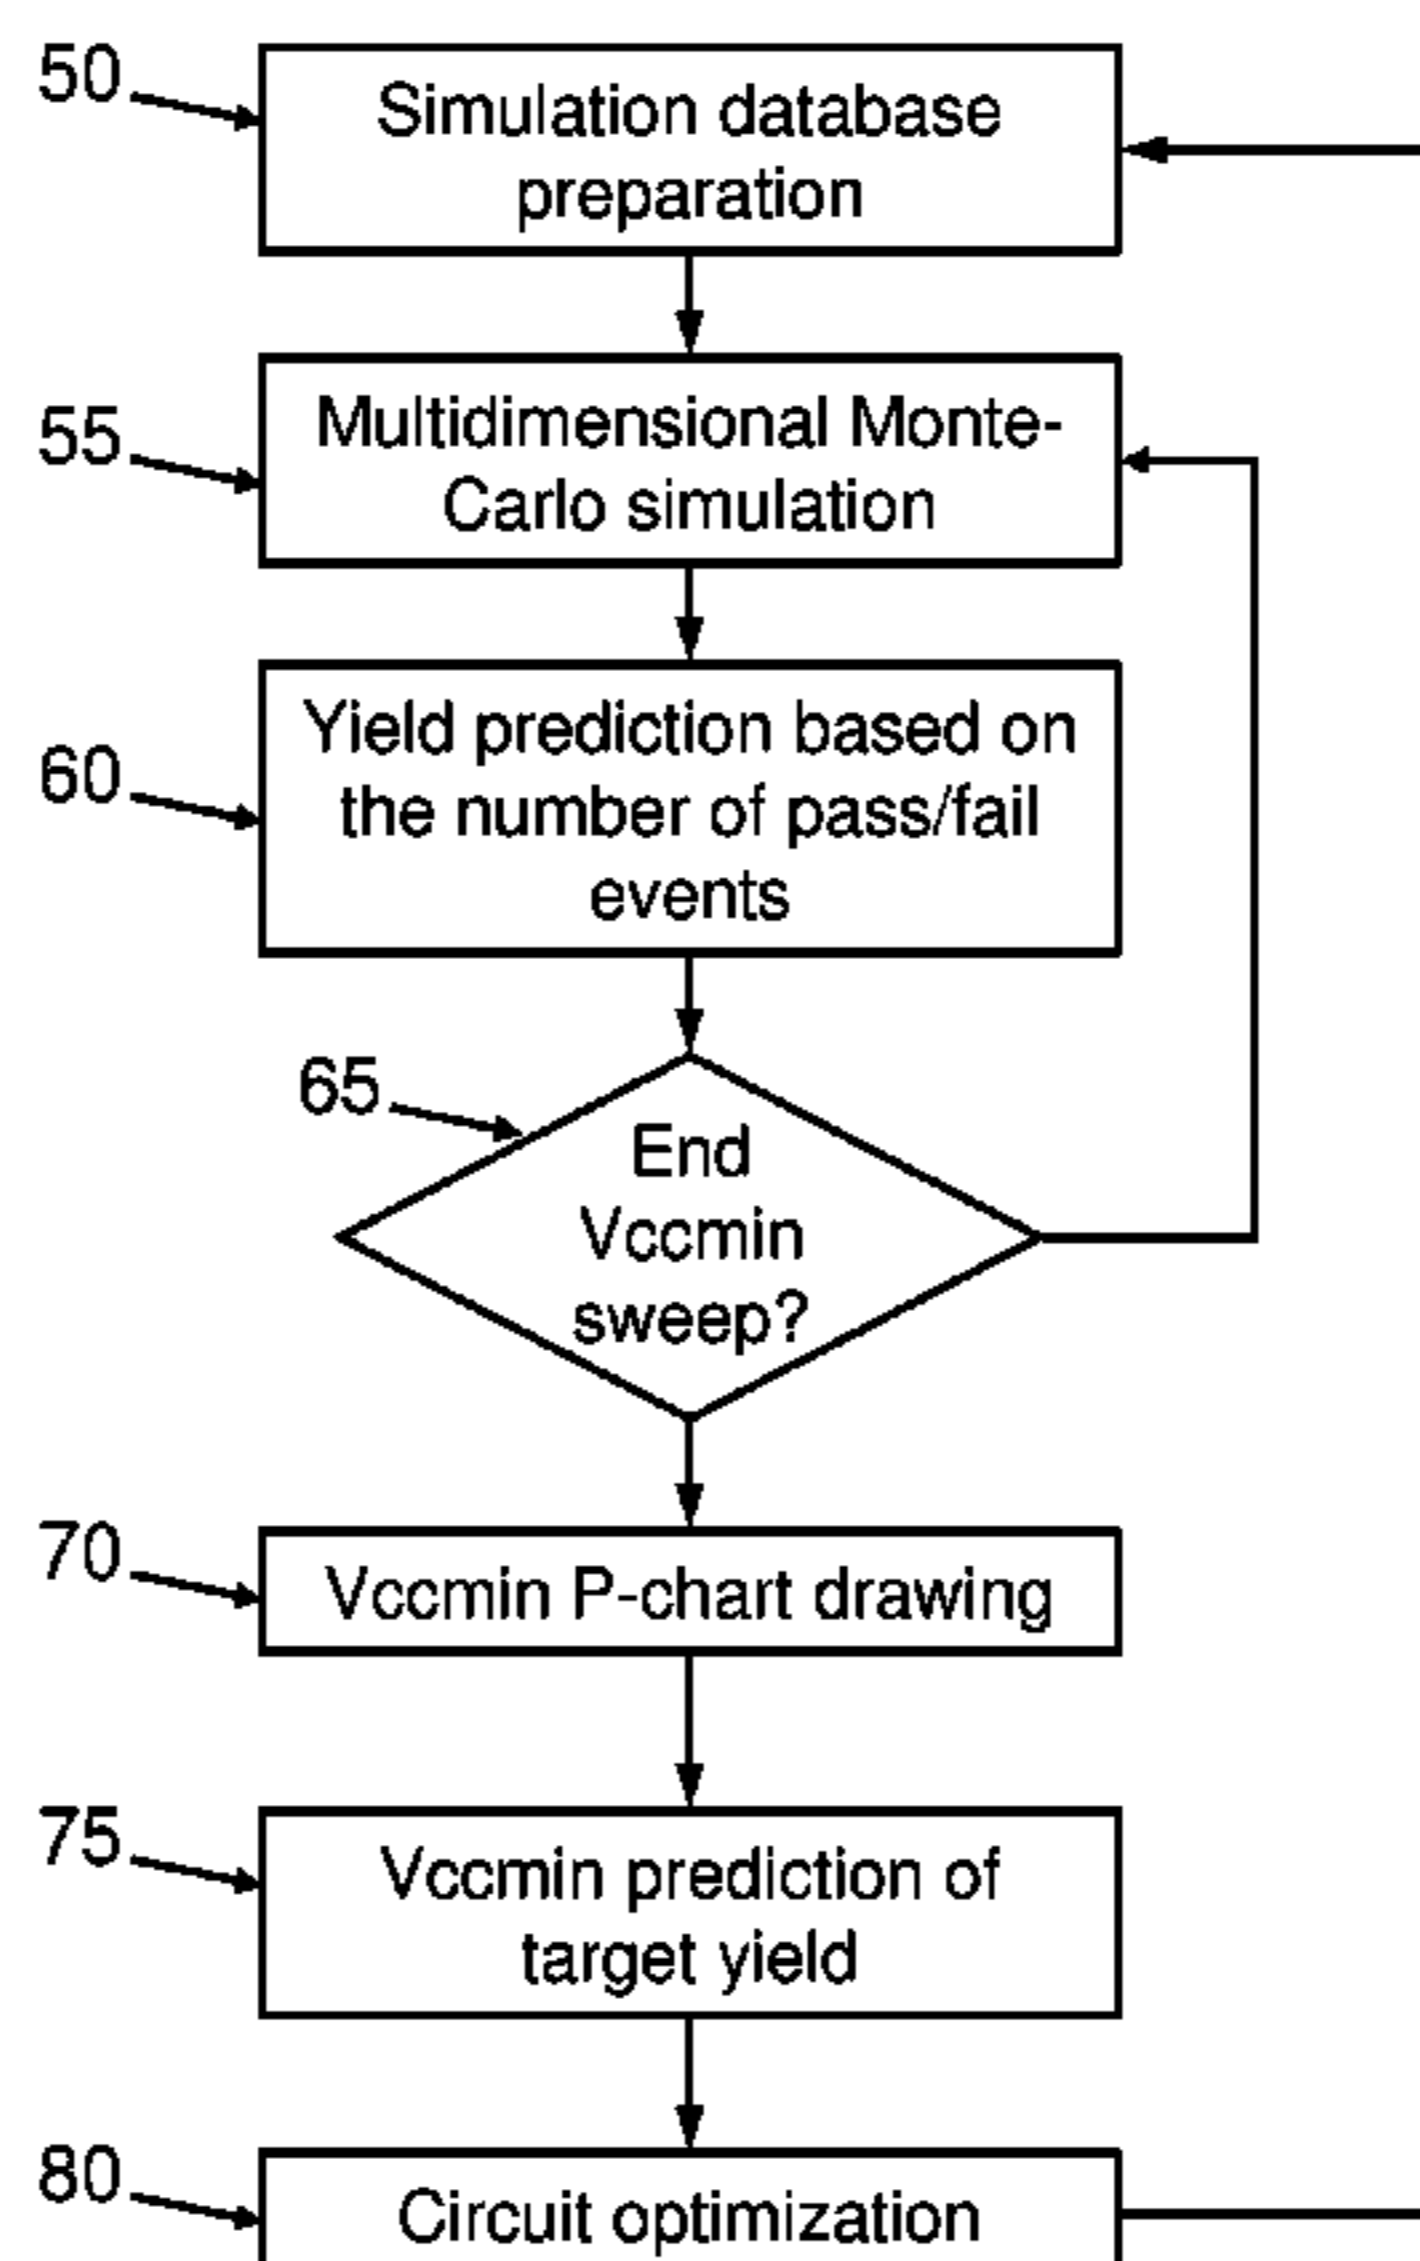 50
Simulation database
preparation
55
Multidimensional Monte-
Carlo simulation
60
Yield prediction based on
the number of pass/fail
events
65
End
Vccmin
sweep?
70
Vccmin P-chart drawing
75
Vccmin prediction of
target yield
80
Circuit optimization